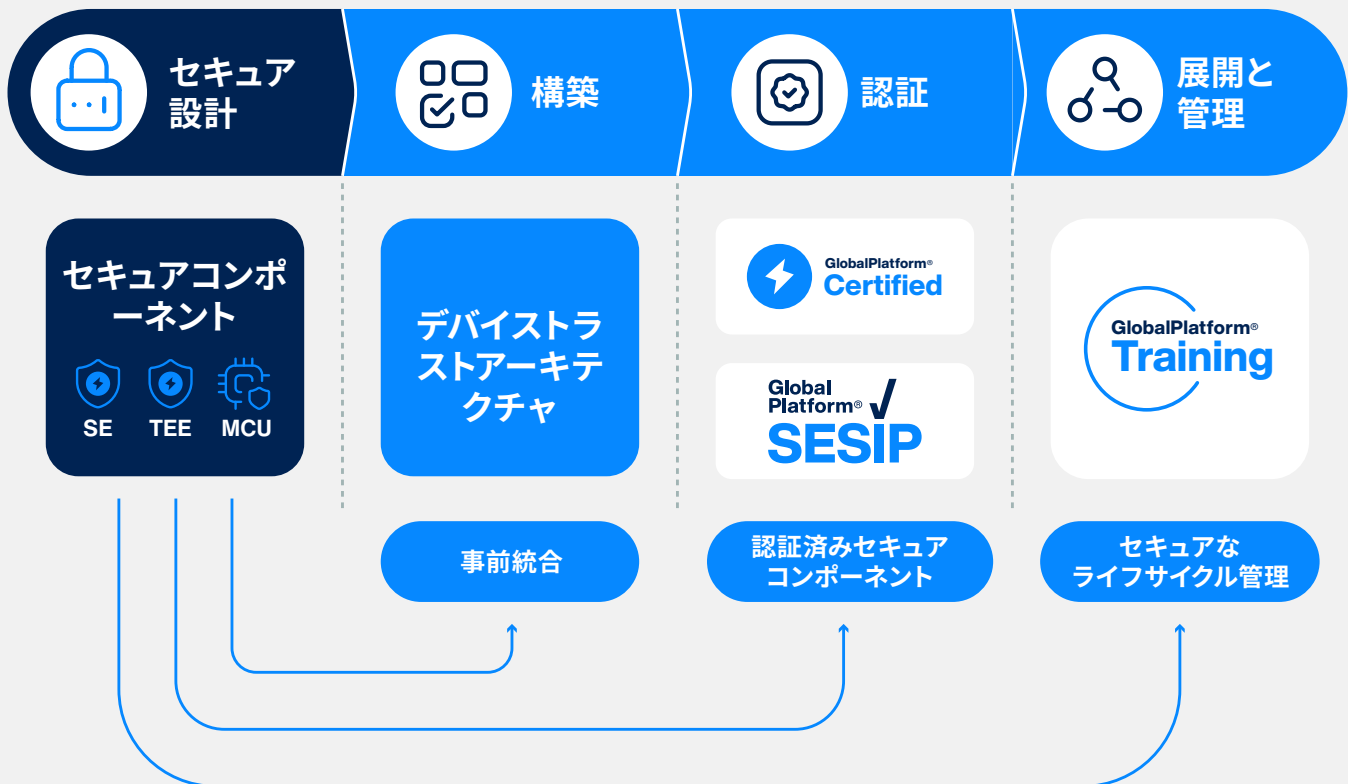 セキュア
設計
構築
認証
展開と
管理
セキュアコンポ
ーネント
SE
TEE
MCU
デバイストラ
ストアーキテ
クチャ
GlobalPlatform®
Certified
Global
Platform®
SESIP
GlobalPlatform®
Training
事前統合
認証済みセキュア
コンポーネント
セキュアな
ライフサイクル管理